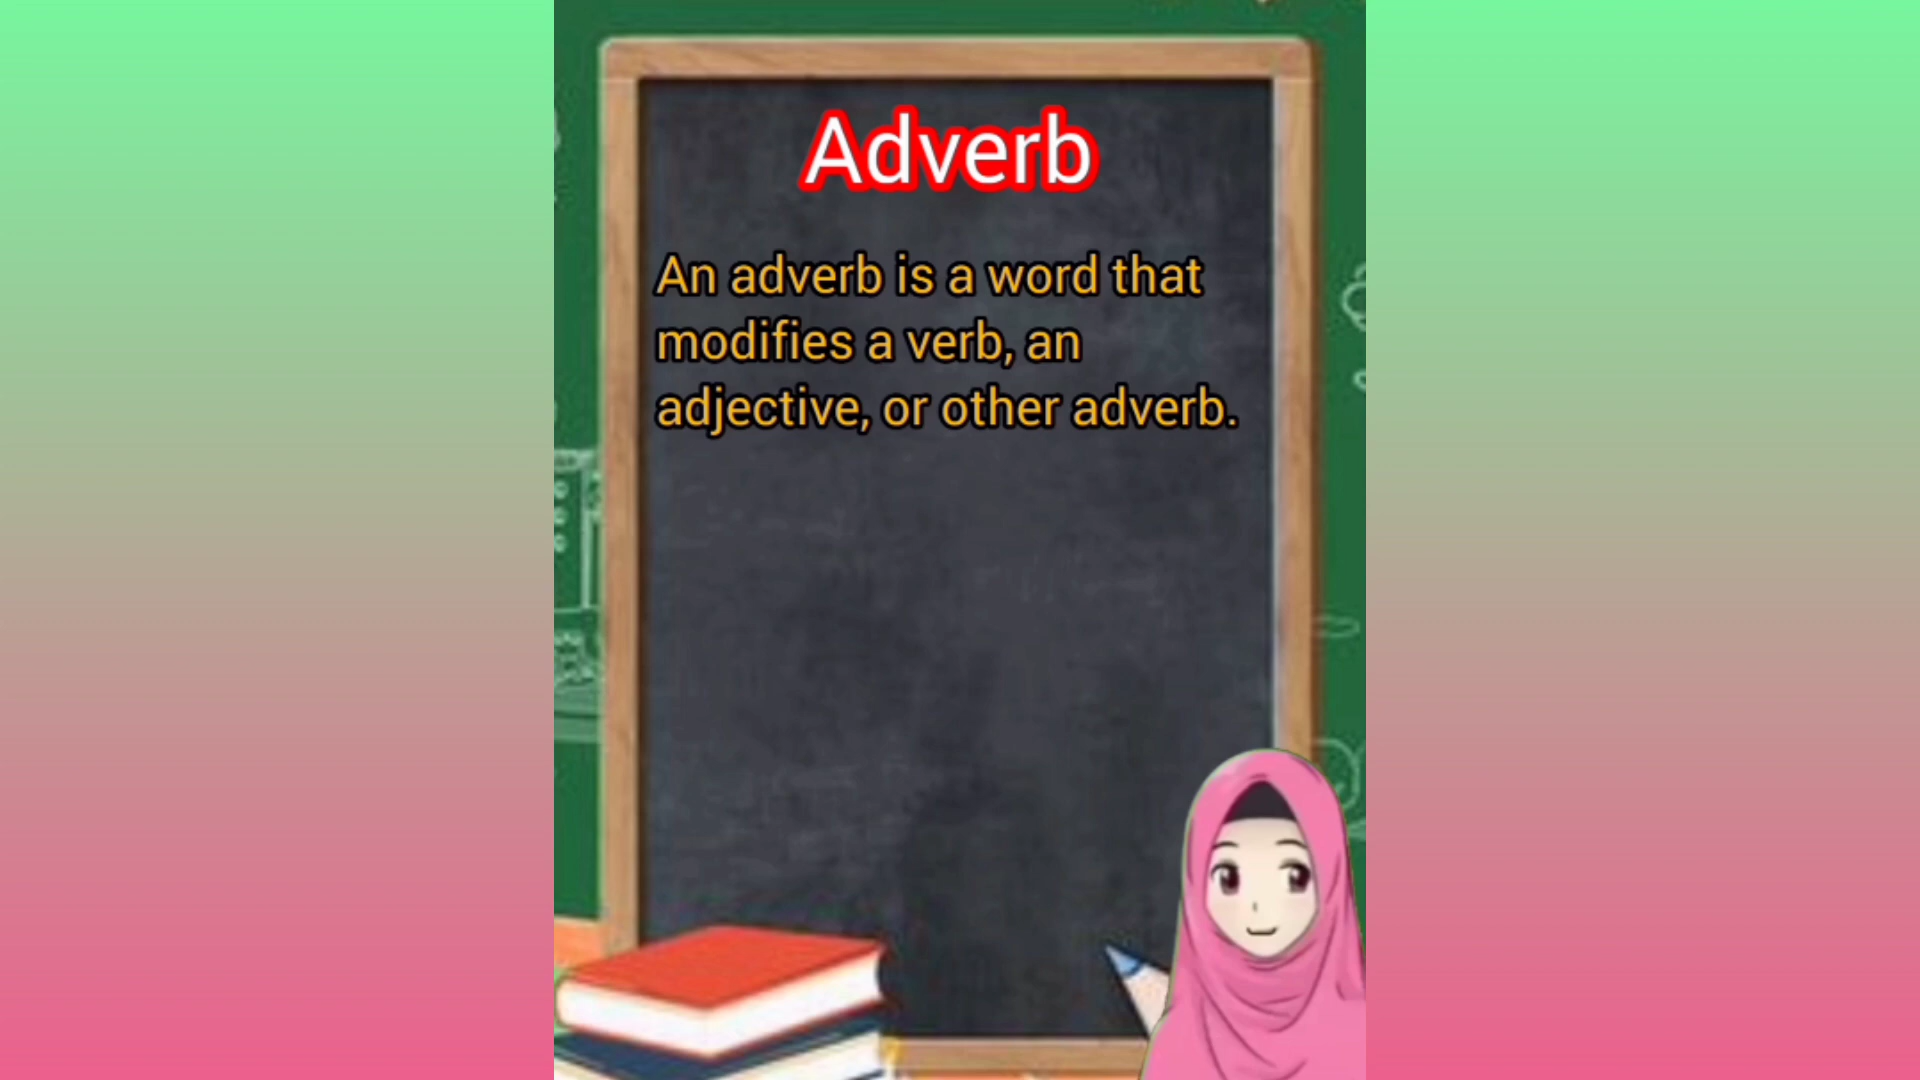 Adverb
An adverb is a word that
modifies a verb, an
adjective, or other adverb.